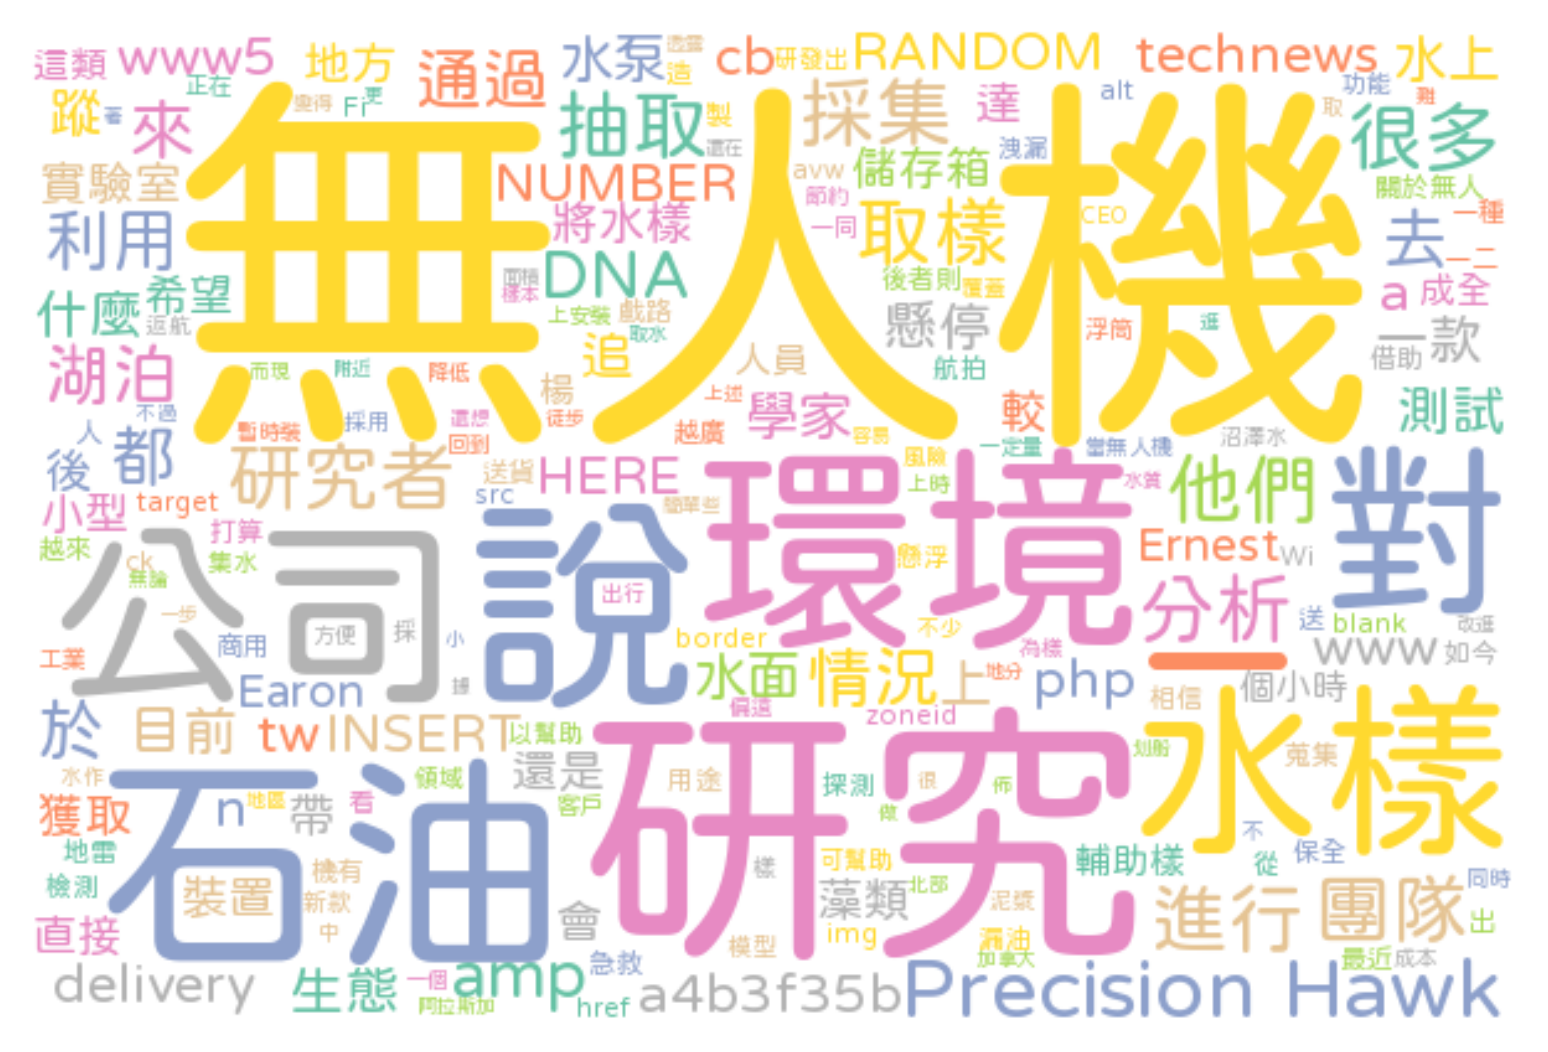 這類 www5 地方 通過 水泵 cb 研發出 RANDOM technews 水上
正在 造 功能
蹤 著 來 Fi 更 抽取 製 採集 達 alt 難 取 很多
無人機
實驗室 NUMBER 還在 avw 儲存箱 洩漏 關於無人
利用 將水樣 節約 一同 取樣 CEO 去 一種 一二
什麼 希望 返航 面積 樣本 DNA 後者則 覆蓋 a 成全
上安裝 戲路 取水 懸停 浮筒 進 一款 借助
湖泊 而現 附近 降低 楊 追 人員 航拍
人 不過 都 暫時裝 採用 還想 回到 徒步 上述 越廣 學家 容易 較 測試
後 研究者 送貨 HERE 風險 上時 一定量 當無人機 沼澤水 水質 他們 對
小型 target 打算 src 簡單些 環境
越來 ck 無論 集水 公司 說 懸浮 Ernest Wi
一步 方便 採 出行 不少 分析 送 blank 改進
工業 商用 小 border 為樣 一 www 如今
Earon 據 水面 情況 上 地分 php 相信 個小時
於 目前 tw INSERT 以幫助 偏遠 zoneid 水樣
水作 石油 領域 還是 研究 用途 探測 很 佈 划船 蒐集
獲取 n 地區 帶 看 客戶 做 不
地雷 機有 樣 可幫助 輔助樣 從 保全
檢測 裝置 新款 藻類 北部 泥漿 進行 團隊 同時
直接 中 會 模型 img 漏油 出
delivery 生態 一個 amp 急救 加拿大 最近 成本
阿拉斯加 href a4b3f35b Precision Hawk